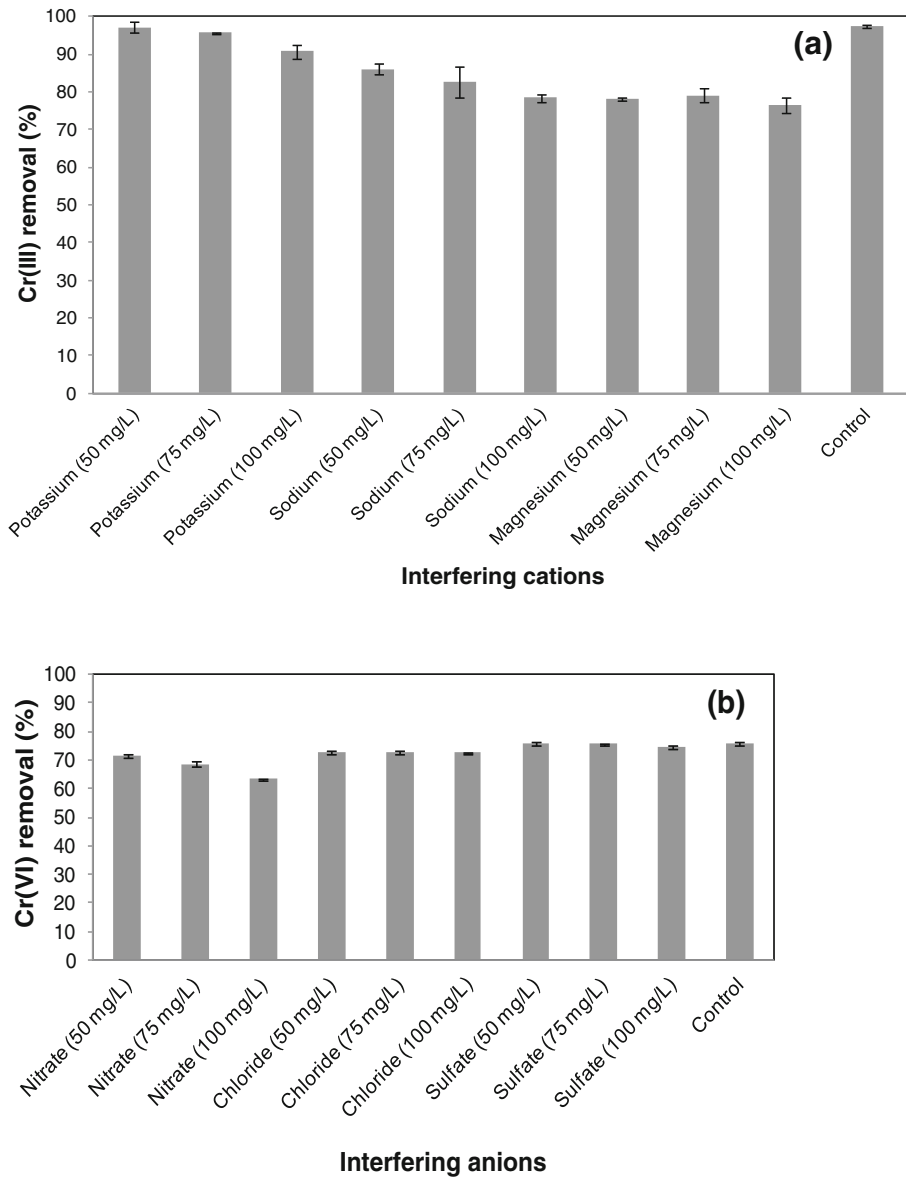 (a)
Cr(III) removal (%)
100
90
80
70
60
50
40
30
20
10
0
Potassium (50 mg/L)
Potassium (75 mg/L)
Potassium (100 mg/L)
Sodium (50 mg/L)
Sodium (75 mg/L)
Sodium (100 mg/L)
Magnesium (50 mg/L)
Magnesium (75 mg/L)
Magnesium (100 mg/L)
Control
Interfering cations
(b)
Cr(VI) removal (%)
100
90
80
70
60
50
40
30
20
10
0
Nitrate (50 mg/L)
Nitrate (75 mg/L)
Nitrate (100 mg/L)
Chloride (50 mg/L)
Chloride (75 mg/L)
Chloride (100 mg/L)
Sulfate (50 mg/L)
Sulfate (75 mg/L)
Sulfate (100 mg/L)
Control
Interfering anions